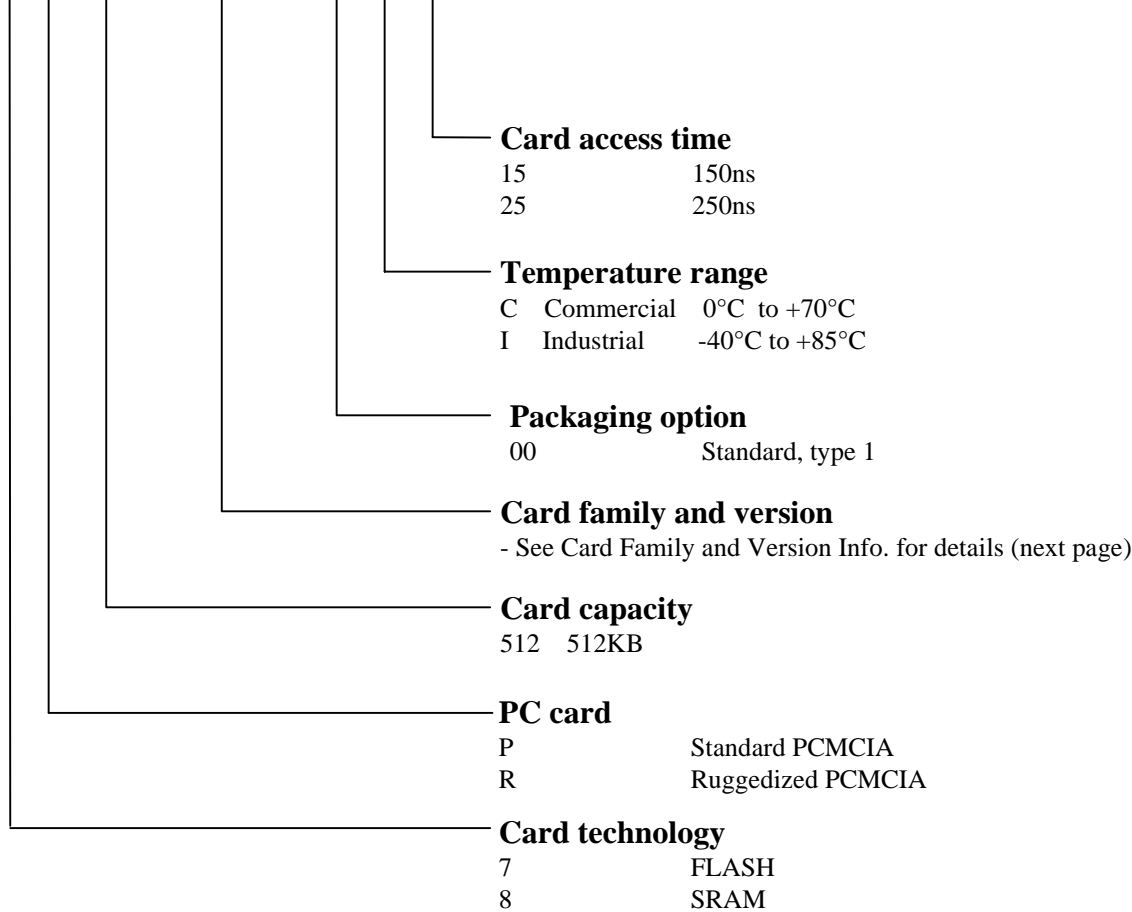 Card access time
15 150ns
25 250ns
Temperature range
C Commercial 0°C to +70°C
I Industrial -40°C to +85°C
Packaging option
00 Standard, type 1
Card family and version
- See Card Family and Version Info. for details (next page)
Card capacity
512 512KB
PC card
P Standard PCMCIA
R Ruggedized PCMCIA
Card technology
7 FLASH
8 SRAM